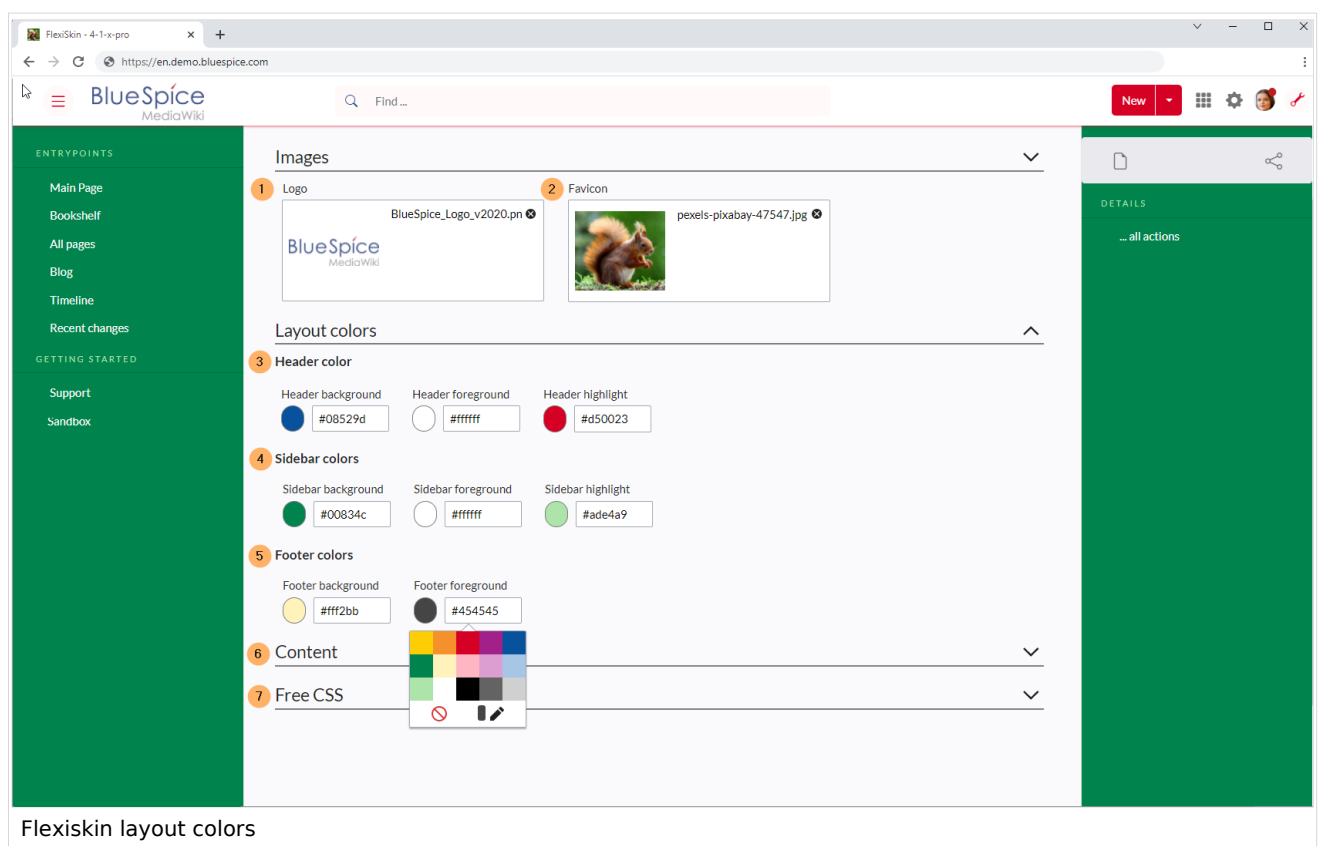 FlexiSkin - 4-1-x-pro
https://en.demo.bluespice.com
BlueSpice
MediaWiki
Find ...
New
ENTRYPOINTS
Main Page
Bookshelf
All pages
Blog
Timeline
Recent changes
GETTING STARTED
Support
Sandbox
Images
1 Logo 2 Favicon
BlueSpice_Logo_v2020.pn pexels-pixabay-47547.jpg
BlueSpice
MediaWiki
Layout colors
3 Header color
Header background Header foreground Header highlight
#08529d #ffffff #d50023
4 Sidebar colors
Sidebar background Sidebar foreground Sidebar highlight
#00834c #ffffff #ade4a9
5 Footer colors
Footer background Footer foreground
#fff2bb #454545
6 Content
7 Free CSS
DETAILS
... all actions
Flexiskin layout colors